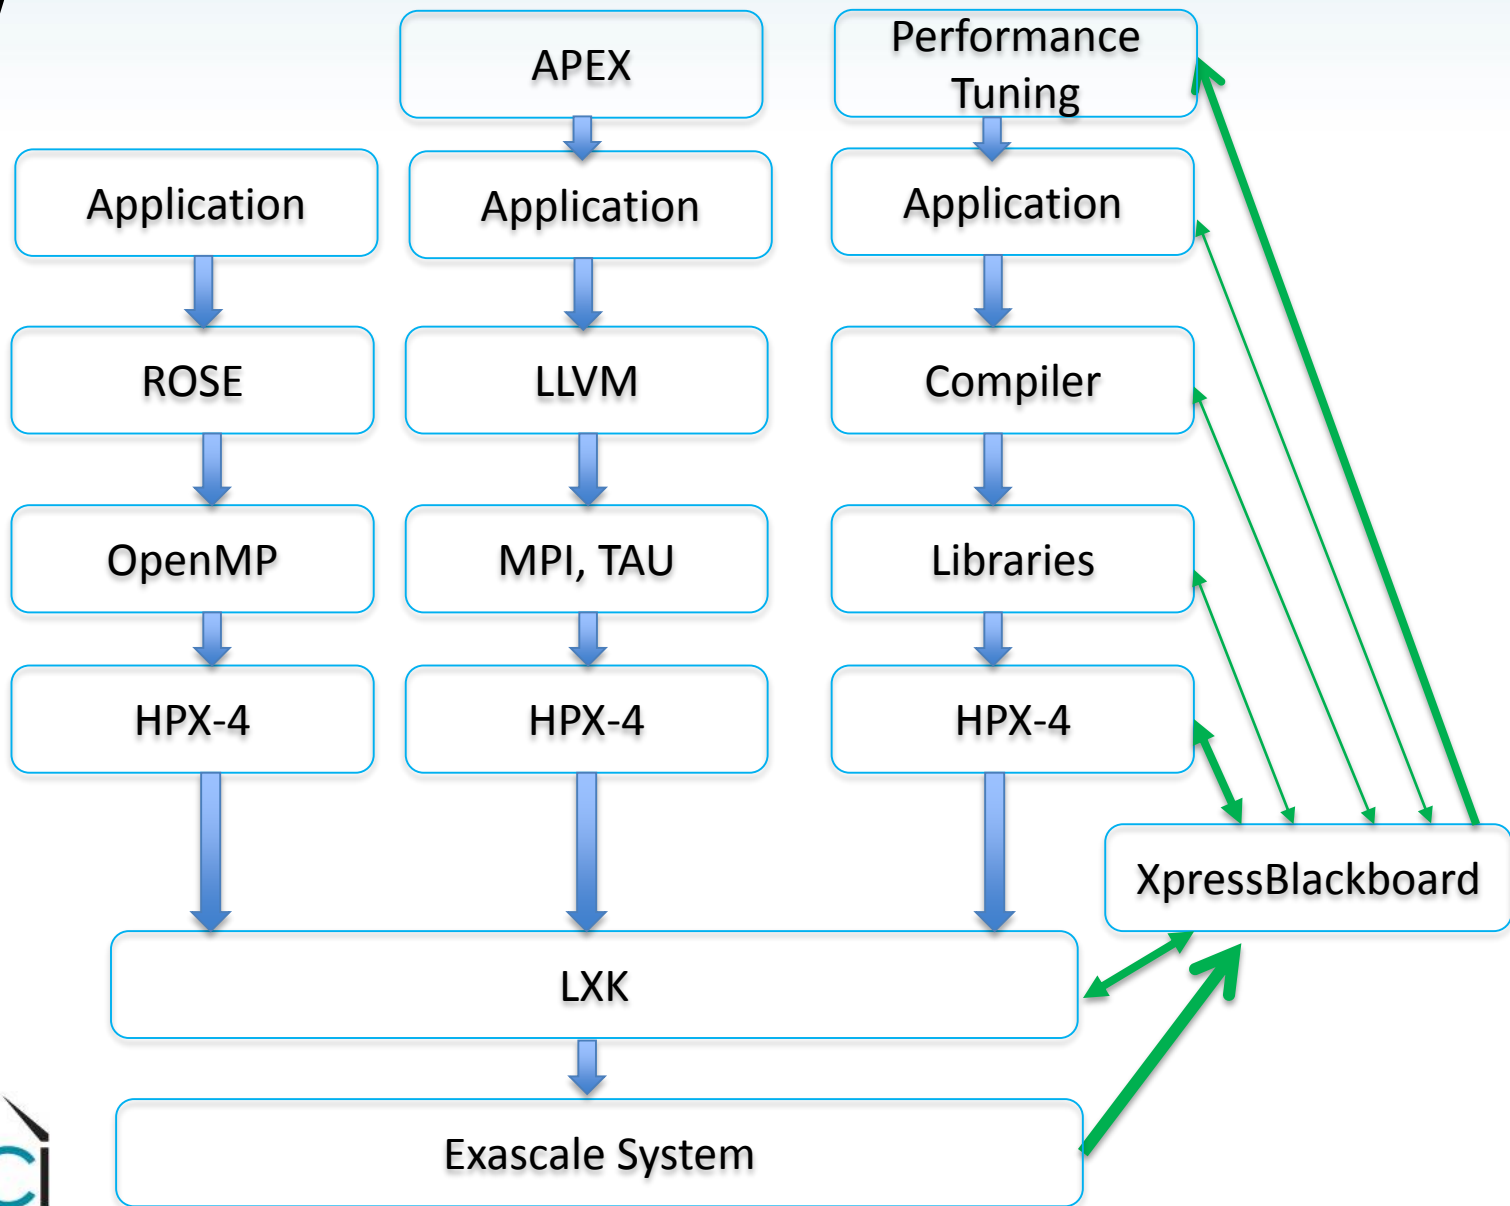 APEX
Performance
Tuning
Application
Application
Application
ROSE
LLVM
Compiler
OpenMP
MPI, TAU
Libraries
HPX-4
HPX-4
HPX-4
XpressBlackboard
LXK
Exascale System